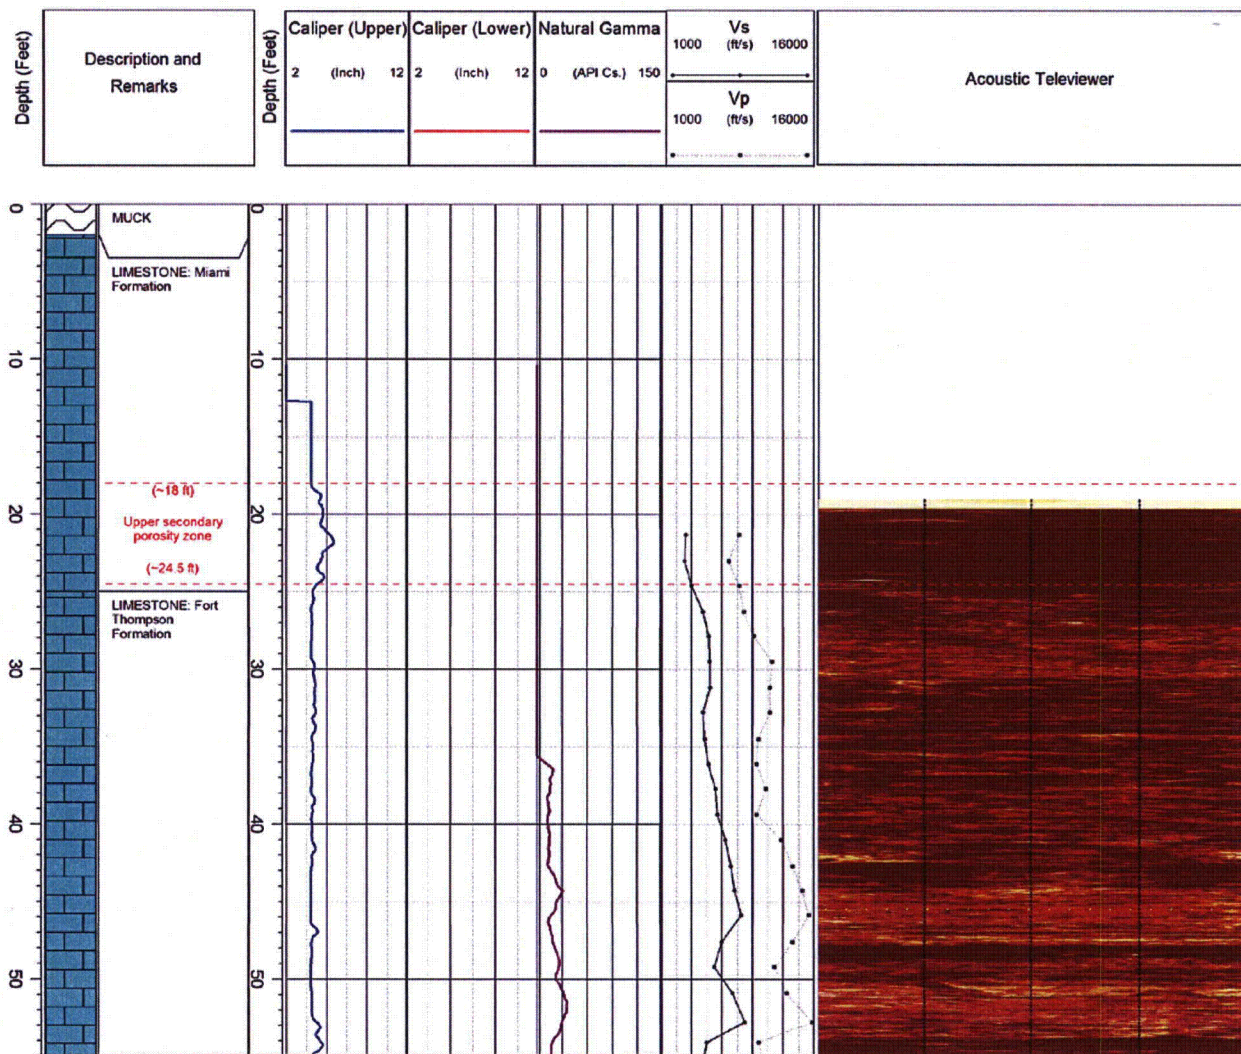 Depth (Feet)
Description and
Remarks
Depth (Feet)
Caliper (Upper)
2 (Inch) 12
Caliper (Lower)
2 (Inch) 12
Natural Gamma
0 (API Cs.) 150
Vs
1000 (ft/s) 16000
Vp
1000 (ft/s) 16000
Acoustic Televiewer
0
MUCK
0
LIMESTONE: Miami
Formation
10
10
(~18 ft)
20
20
Upper secondary
porosity zone
(~24.5 ft)
LIMESTONE: Fort
Thompson
Formation
30
30
40
40
50
50